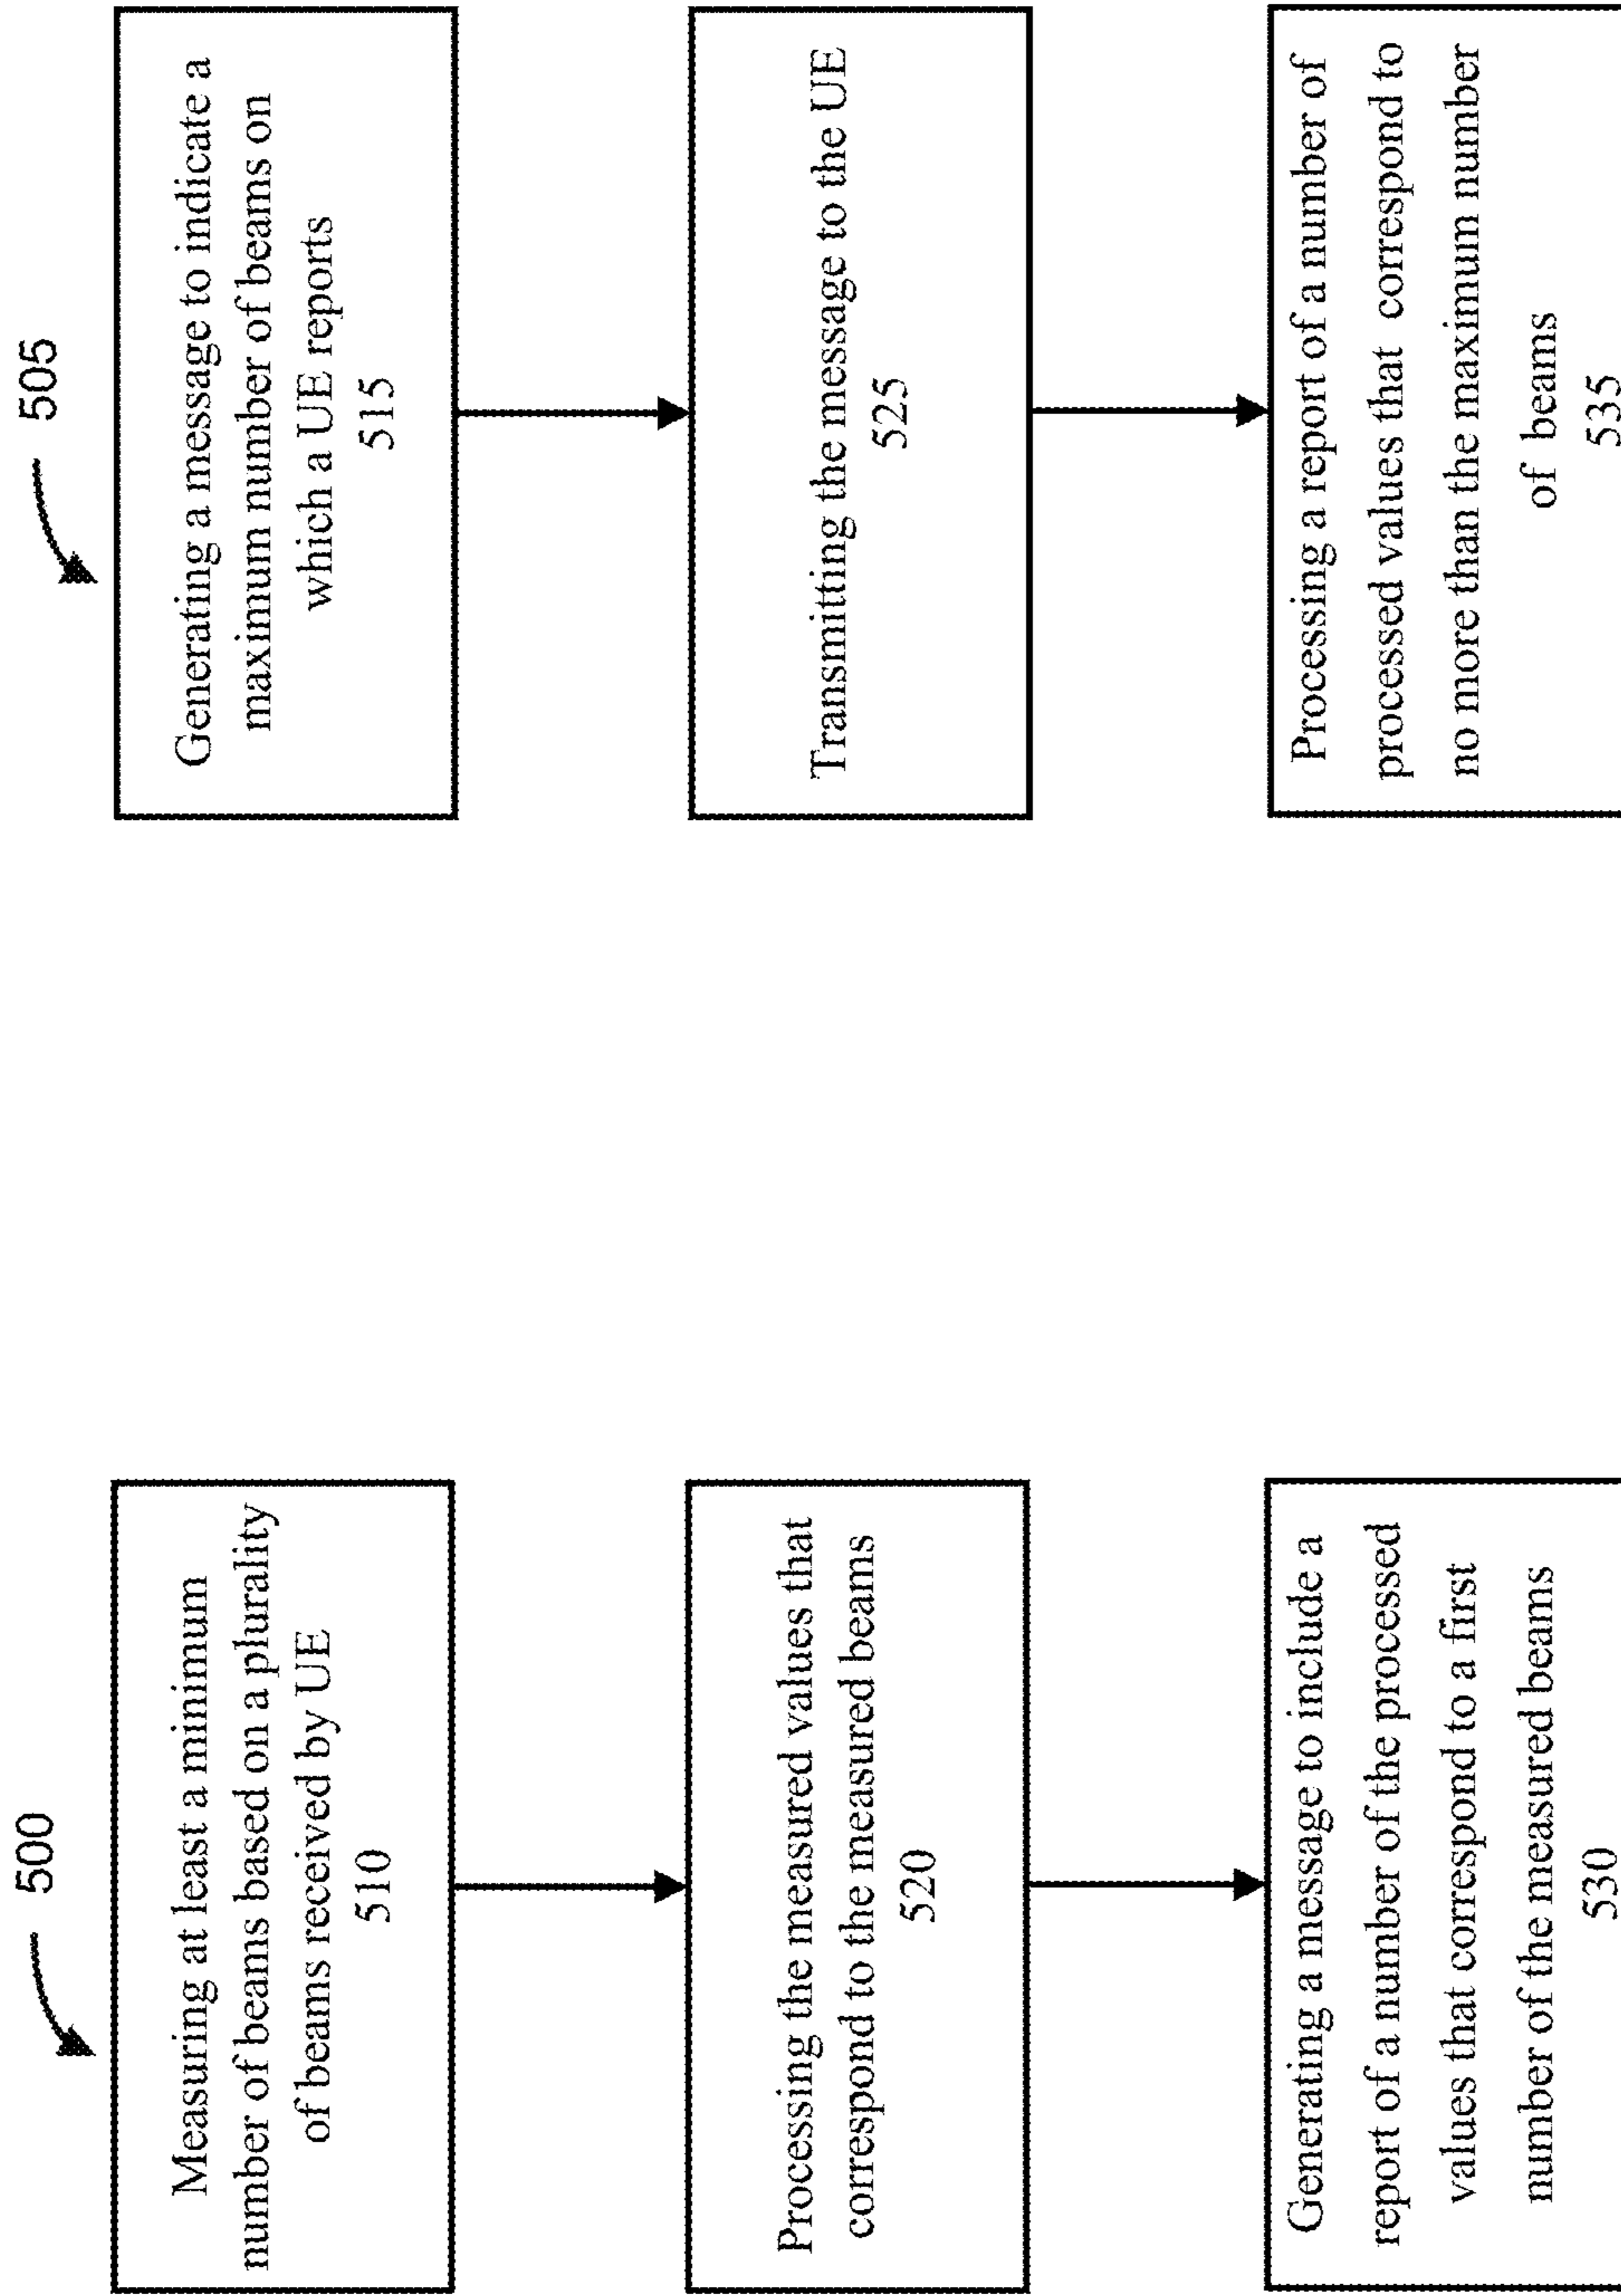 500
Measuring at least a minimum
number of beams based on a plurality
of beams received by UE
510
Processing the measured values that
correspond to the measured beams
520
Generating a message to include a
report of a number of the processed
values that correspond to a first
number of the measured beams
530
505
Generating a message to indicate a
maximum number of beams on
which a UE reports
515
Transmitting the message to the UE
525
Processing a report of a number of
processed values that correspond to
no more than the maximum number
of beams
535